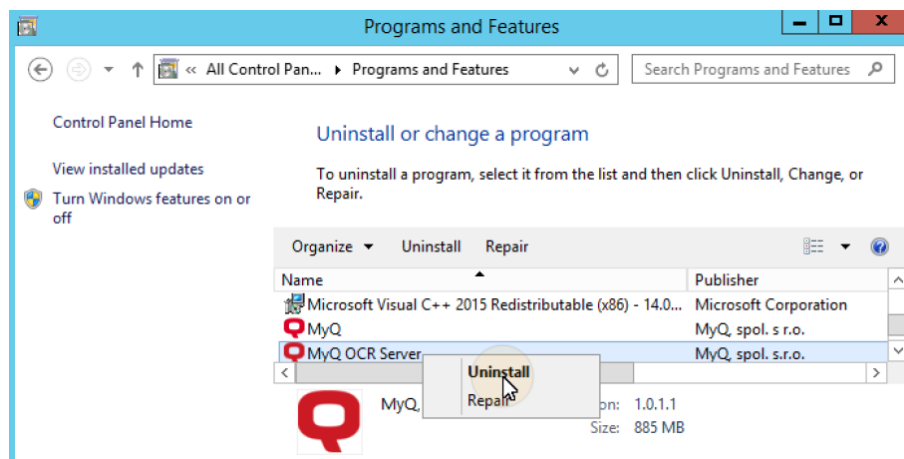 Programs and Features
« All Control Pan... Programs and Features
Search Programs and Features
Control Panel Home
Uninstall or change a program
View installed updates
To uninstall a program, select it from the list and then click Uninstall, Change, or
Repair.
Turn Windows features on or
off
Organize Uninstall Repair
Name Publisher
Microsoft Visual C++ 2015 Redistributable (x86) - 14.0... Microsoft Corporation
MyQ MyQ, spol. s r.o.
MyQ OCR Server MyQ, spol. s.r.o.
Uninstall
Repair
MyQ, on: 1.0.1.1
Size: 885 MB